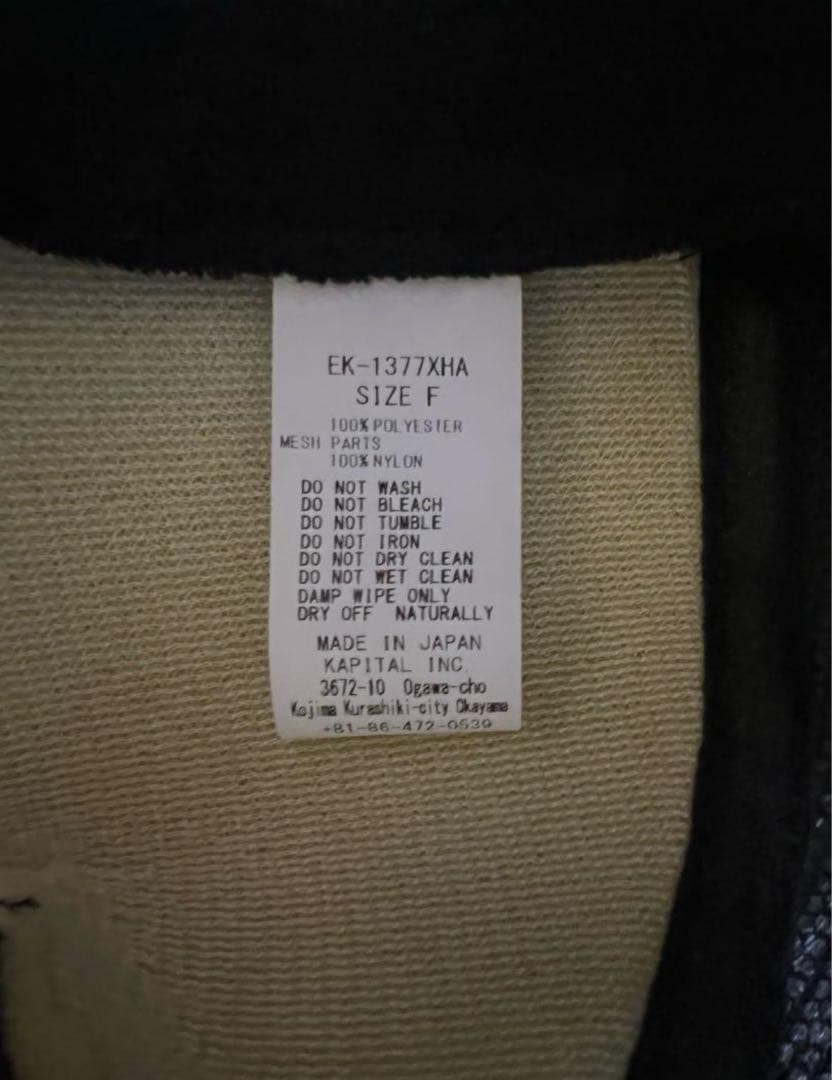 EK-1377XHA
SIZE F
100% POLYESTER
MESH PARTS
100% NYLON
DO NOT WASH
DO NOT BLEACH
DO NOT TUMBLE
DO NOT IRON
DO NOT DRY CLEAN
DO NOT WET CLEAN
DAMP WIPE ONLY
DRY OFF NATURALLY
MADE IN JAPAN
KAPITAL INC
3672-10 Ogawa-cho
Kojima Kurashiki-city Okayama
+81-86-472-0639